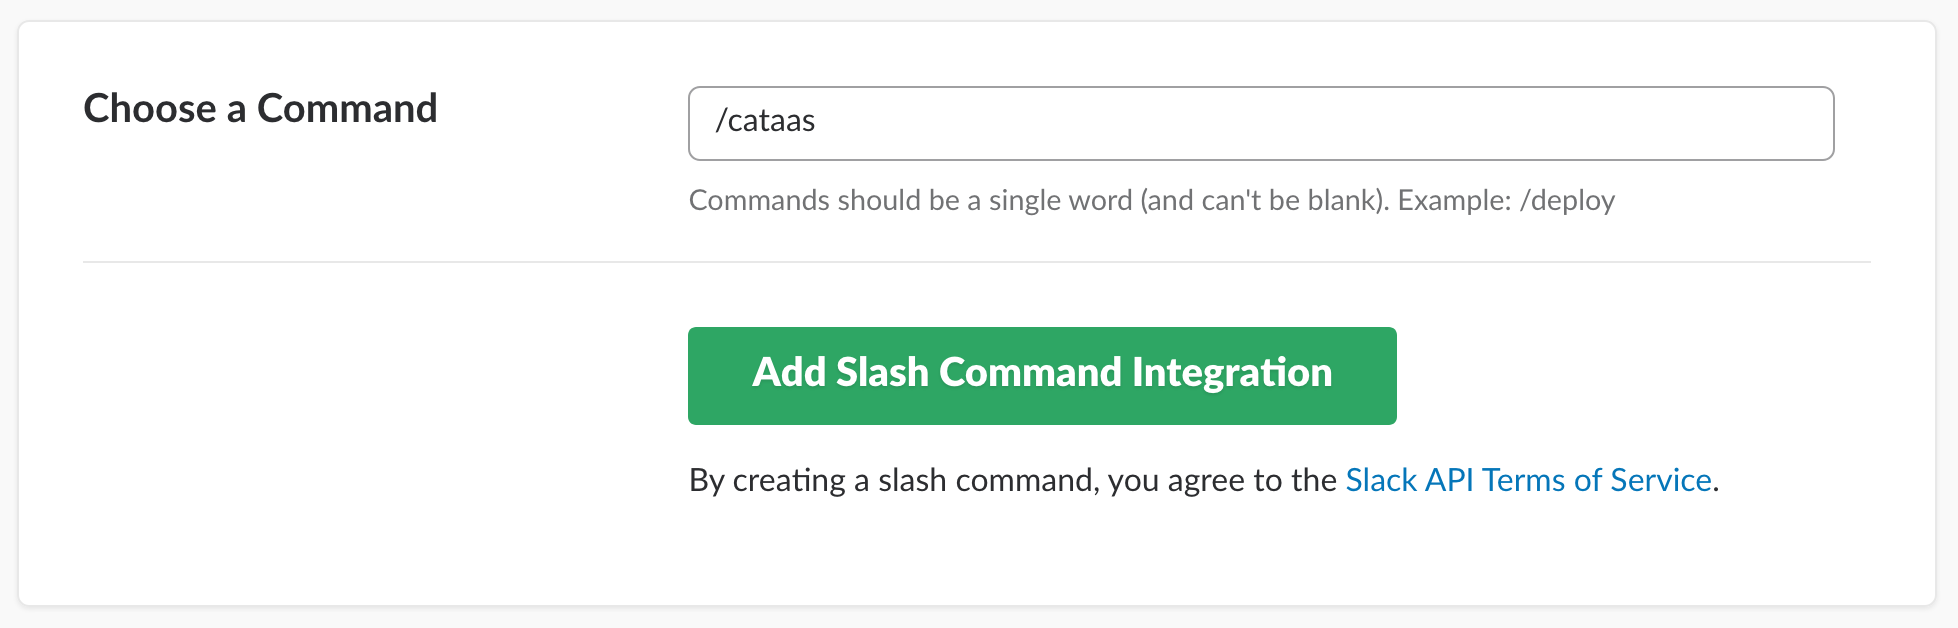 Choose a Command
/cataas
Commands should be a single word (and can't be blank). Example: /deploy
Add Slash Command Integration
By creating a slash command, you agree to the Slack API Terms of Service.